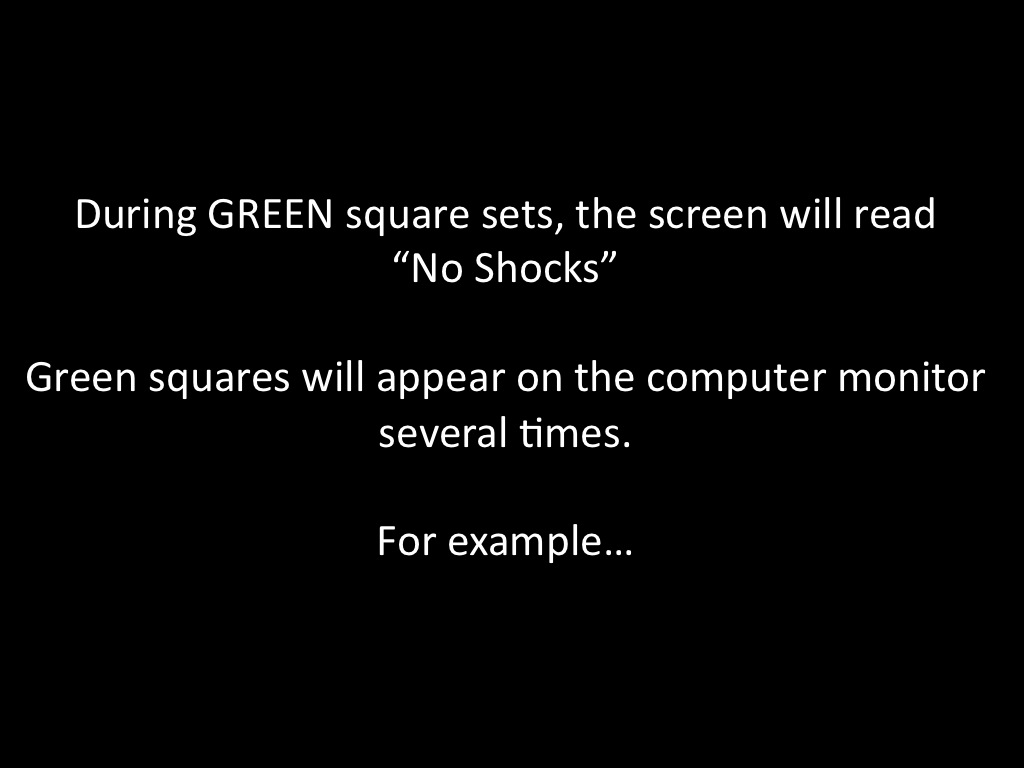 During GREEN square sets, the screen will read
“No Shocks”
Green squares will appear on the computer monitor
several times.
For example…